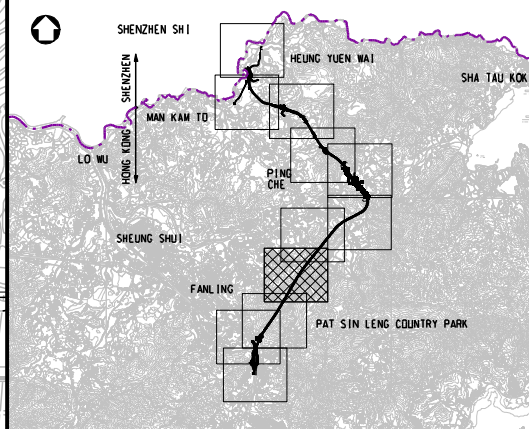 SHENZHEN SHI
HEUNG YUEN WAI
SHA TAU KOK
SHENZHEN
HONG KONG
MAN KAM TO
LO WU
PING
CHE
SHEUNG SHUI
FANLING
PAT SIN LENG COUNTRY PARK